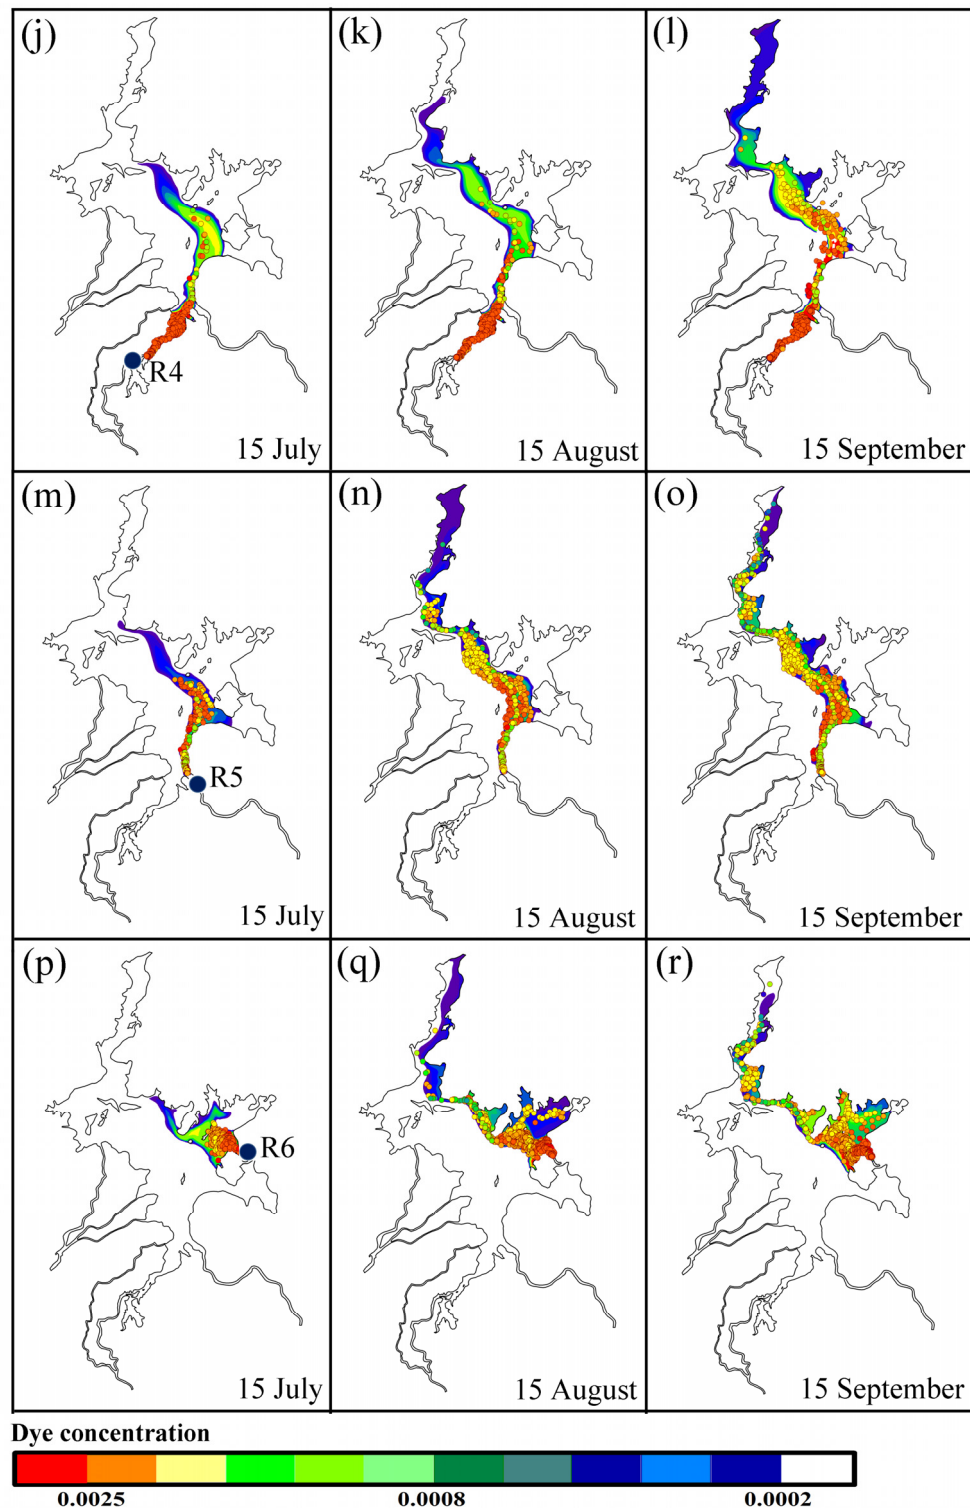 (j)
(k)
(l)
R4
15 July
15 August
15 September
(m)
(n)
(o)
R5
15 July
15 August
15 September
(p)
(q)
(r)
R6
15 July
15 August
15 September
Dye concentration
0.0025
0.0008
0.0002